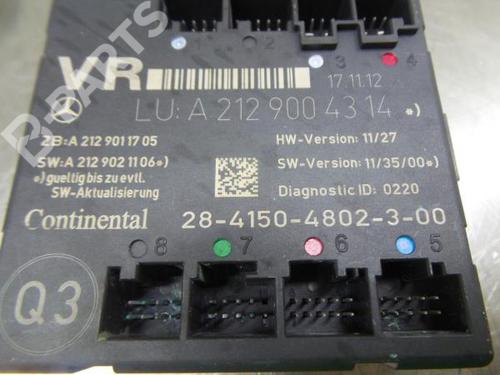 1 2 3 4
VR
17.11.12
LU: A 212 900 43 14 *)
ZB: A 212 901 17 05
HW-Version: 11/27
SW: A 212 902 11 06*)
SW-Version: 11/35/00*)
*) gueltig bis zu evtl.
SW-Aktualisierung
Diagnostic ID: 0220
Continental 28-4150-4802-3-00
8 7 6 5
Q3
B-PARTS